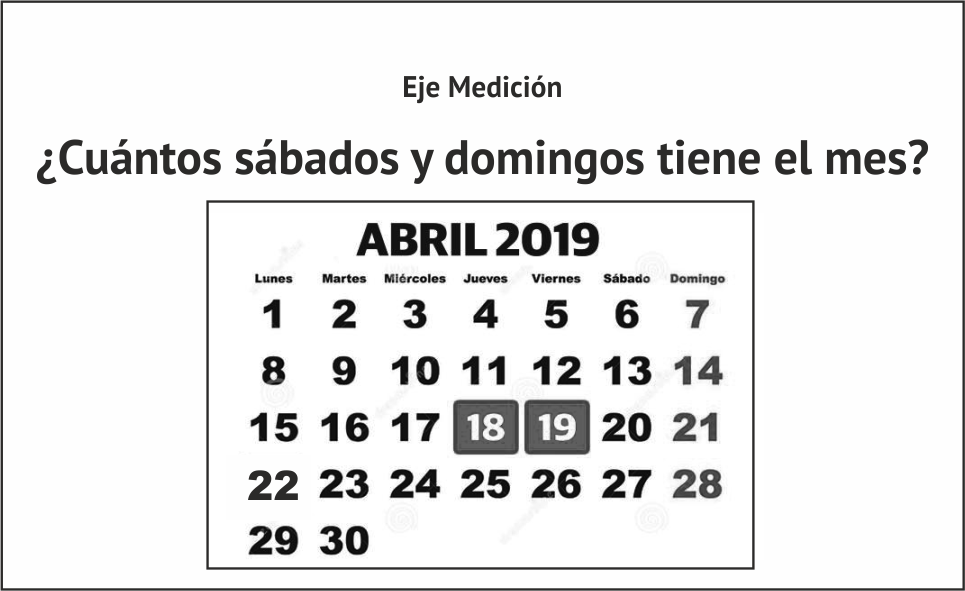 Eje Medición
¿Cuántos sábados y domingos tiene el mes?
ABRIL 2019
Lunes Martes Miércoles Jueves Viernes Sábado Domingo
1 2 3 4 5 6 7
8 9 10 11 12 13 14
15 16 17 18 19 20 21
22 23 24 25 26 27 28
29 30